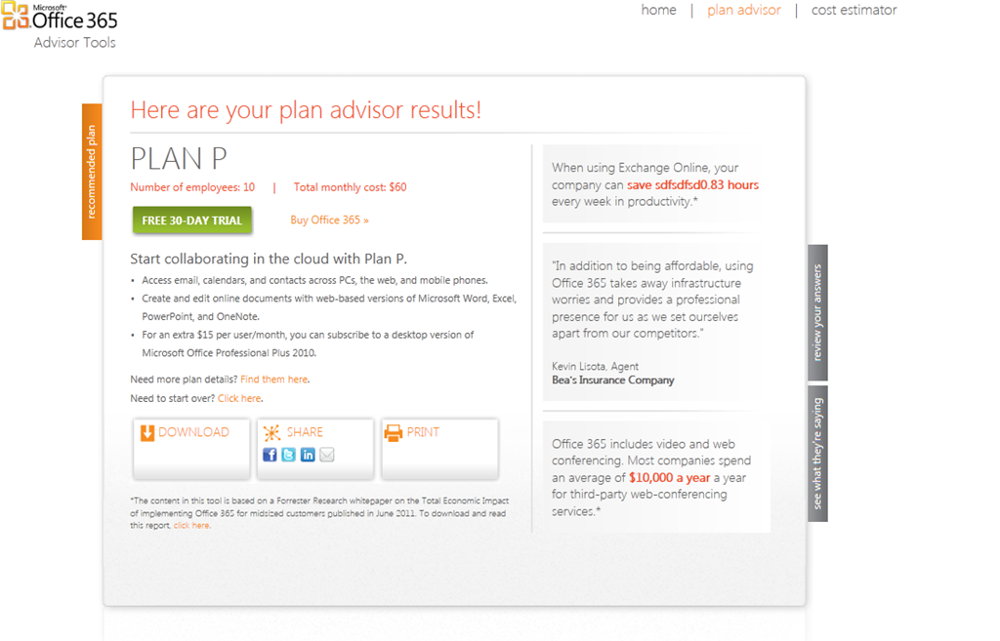 Microsoft®
Office 365
Advisor Tools
home | plan advisor | cost estimator
recommended plan
Here are your plan advisor results!
PLAN P
Number of employees: 10 | Total monthly cost: $60
FREE 30-DAY TRIAL
Buy Office 365 »
Start collaborating in the cloud with Plan P.
• Access email, calendars, and contacts across PCs, the web, and mobile phones.
• Create and edit online documents with web-based versions of Microsoft Word, Excel,
PowerPoint, and OneNote.
• For an extra $15 per user/month, you can subscribe to a desktop version of
Microsoft Office Professional Plus 2010.
Need more plan details? Find them here.
Need to start over? Click here.
DOWNLOAD
SHARE
PRINT
*The content in this tool is based on a Forrester Research whitepaper on the Total Economic Impact
of implementing Office 365 for midsized customers published in June 2011. To download and read
this report, click here.
When using Exchange Online, your
company can save sdfsdfsd0.83 hours
every week in productivity.*
"In addition to being affordable, using
Office 365 takes away infrastructure
worries and provides a professional
presence for us as we set ourselves
apart from our competitors."
Kevin Lisota, Agent
Bea's Insurance Company
Office 365 includes video and web
conferencing. Most companies spend
an average of $10,000 a year a year
for third-party web-conferencing
services.*
review your answers
see what they're saying